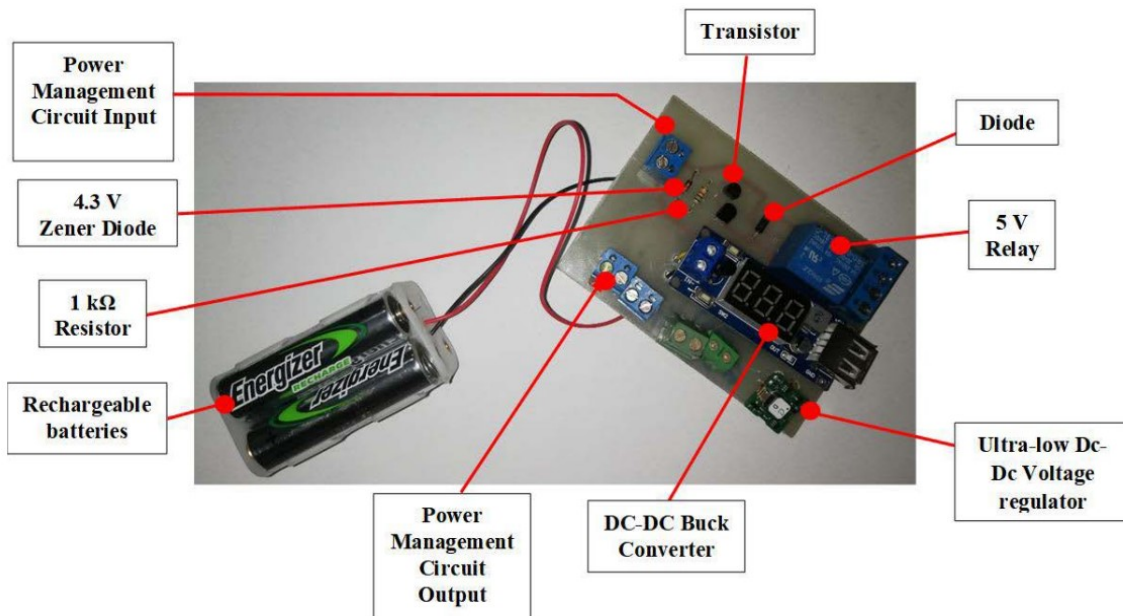 Transistor
Power
Management
Circuit Input
Diode
4.3 V
Zener Diode
5 V
Relay
1 kΩ
Resistor
Energizer
RECHARGE
Energizer
Rechargeable
batteries
Ultra-low Dc-
Dc Voltage
regulator
Power
Management
Circuit
Output
DC-DC Buck
Converter